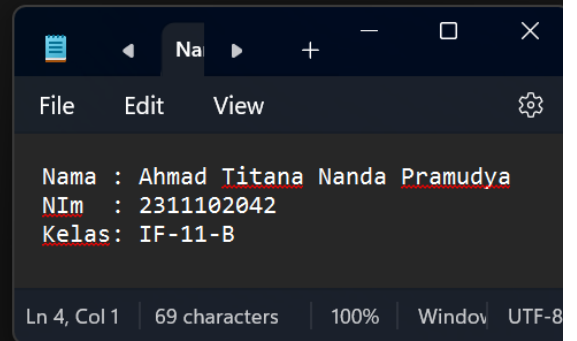 Na
File Edit View
Nama : Ahmad Titana Nanda Pramudya
NIm  : 2311102042
Kelas: IF-11-B
Ln 4, Col 1 69 characters 100% Window UTF-8